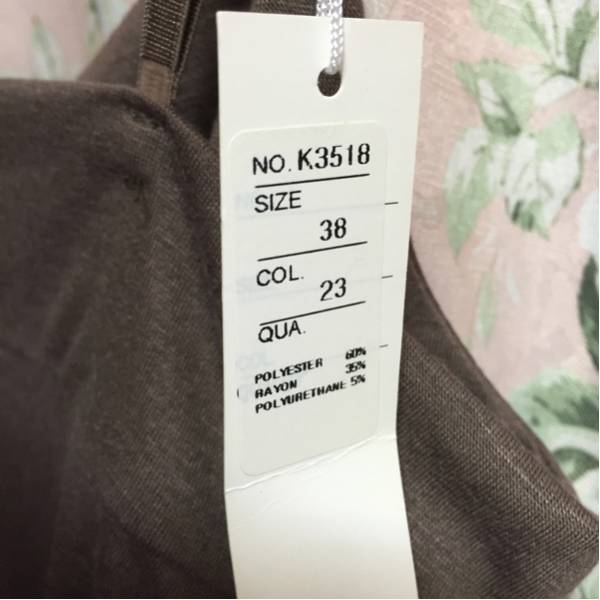 NO. K3518
SIZE
38
COL.
23
QUA.
POLYESTER 60%
RAYON 35%
POLYURETHANE 5%